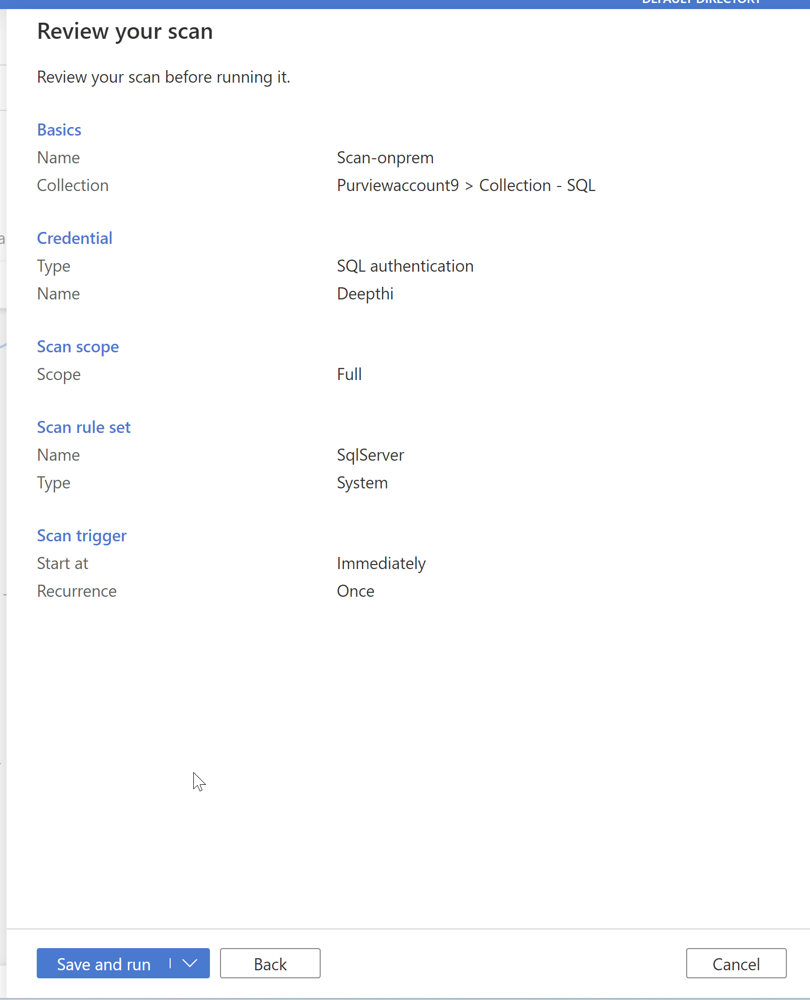 DEFAULT DIRECTORY
Review your scan
Review your scan before running it.
Basics
Name Scan-onprem
Collection Purviewaccount9 > Collection - SQL
Credential
Type SQL authentication
Name Deepthi
Scan scope
Scope Full
Scan rule set
Name SqlServer
Type System
Scan trigger
Start at Immediately
Recurrence Once
Save and run Back Cancel